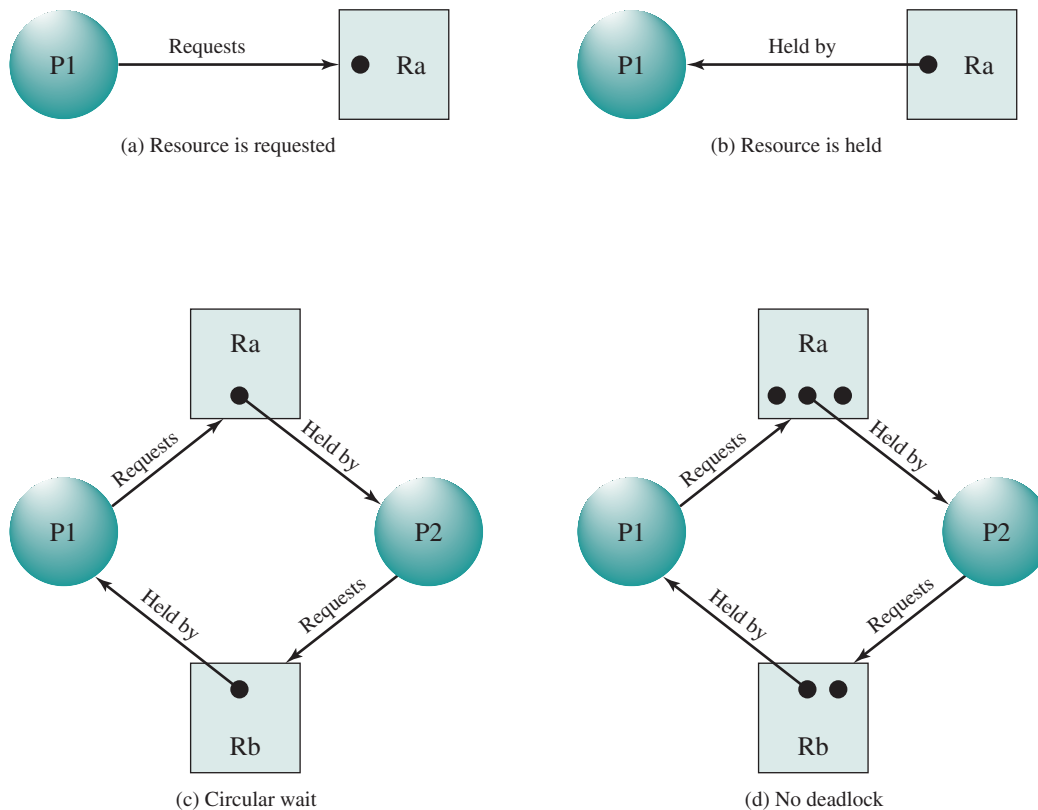 P1
Requests
Ra
(a) Resource is requested
P1
Held by
Ra
(b) Resource is held
Ra
Requests
Held by
P1
P2
Held by
Requests
Rb
(c) Circular wait
Ra
Requests
Held by
P1
P2
Held by
Requests
Rb
(d) No deadlock